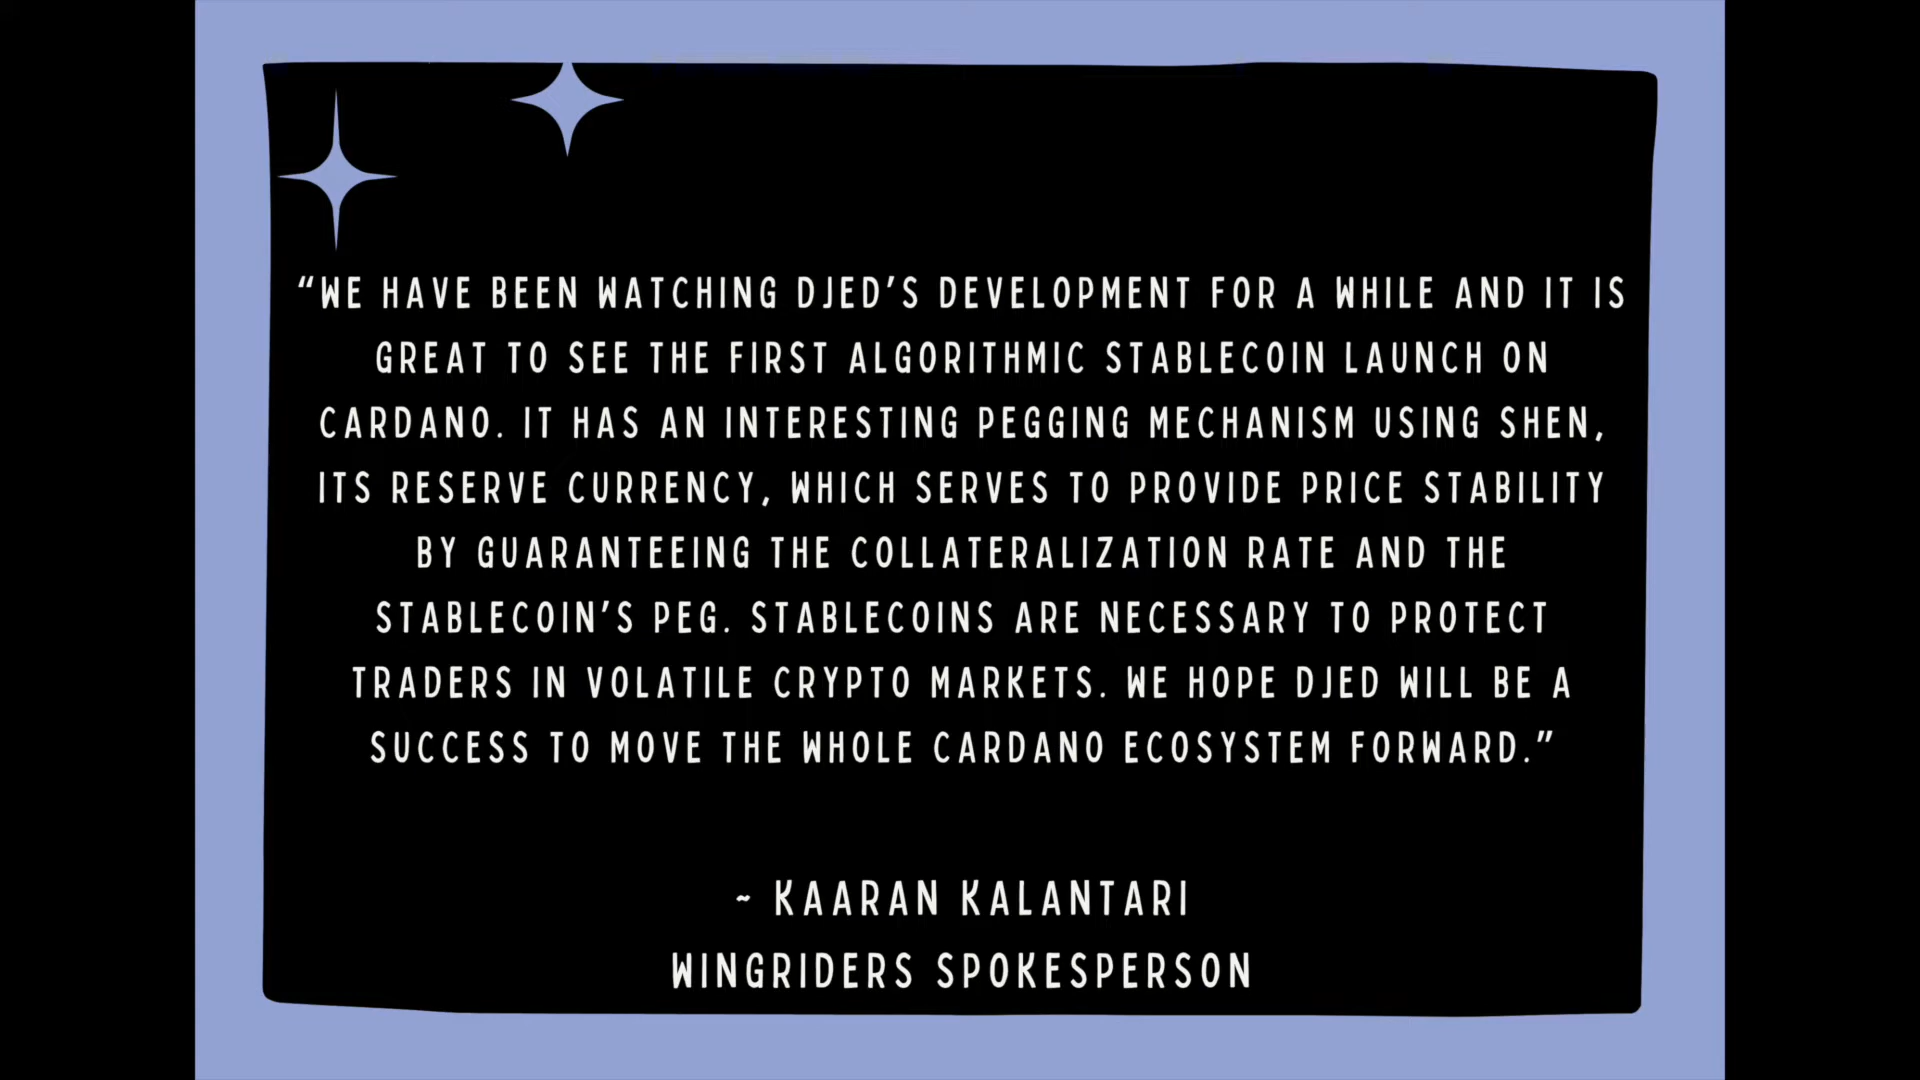 “WE HAVE BEEN WATCHING DJED’S DEVELOPMENT FOR A WHILE AND IT IS
GREAT TO SEE THE FIRST ALGORITHMIC STABLECOIN LAUNCH ON
CARDANO. IT HAS AN INTERESTING PEGGING MECHANISM USING SHEN,
ITS RESERVE CURRENCY, WHICH SERVES TO PROVIDE PRICE STABILITY
BY GUARANTEEING THE COLLATERALIZATION RATE AND THE
STABLECOIN’S PEG. STABLECOINS ARE NECESSARY TO PROTECT
TRADERS IN VOLATILE CRYPTO MARKETS. WE HOPE DJED WILL BE A
SUCCESS TO MOVE THE WHOLE CARDANO ECOSYSTEM FORWARD.”
~ KAARAN KALANTARI
WINGRIDERS SPOKESPERSON